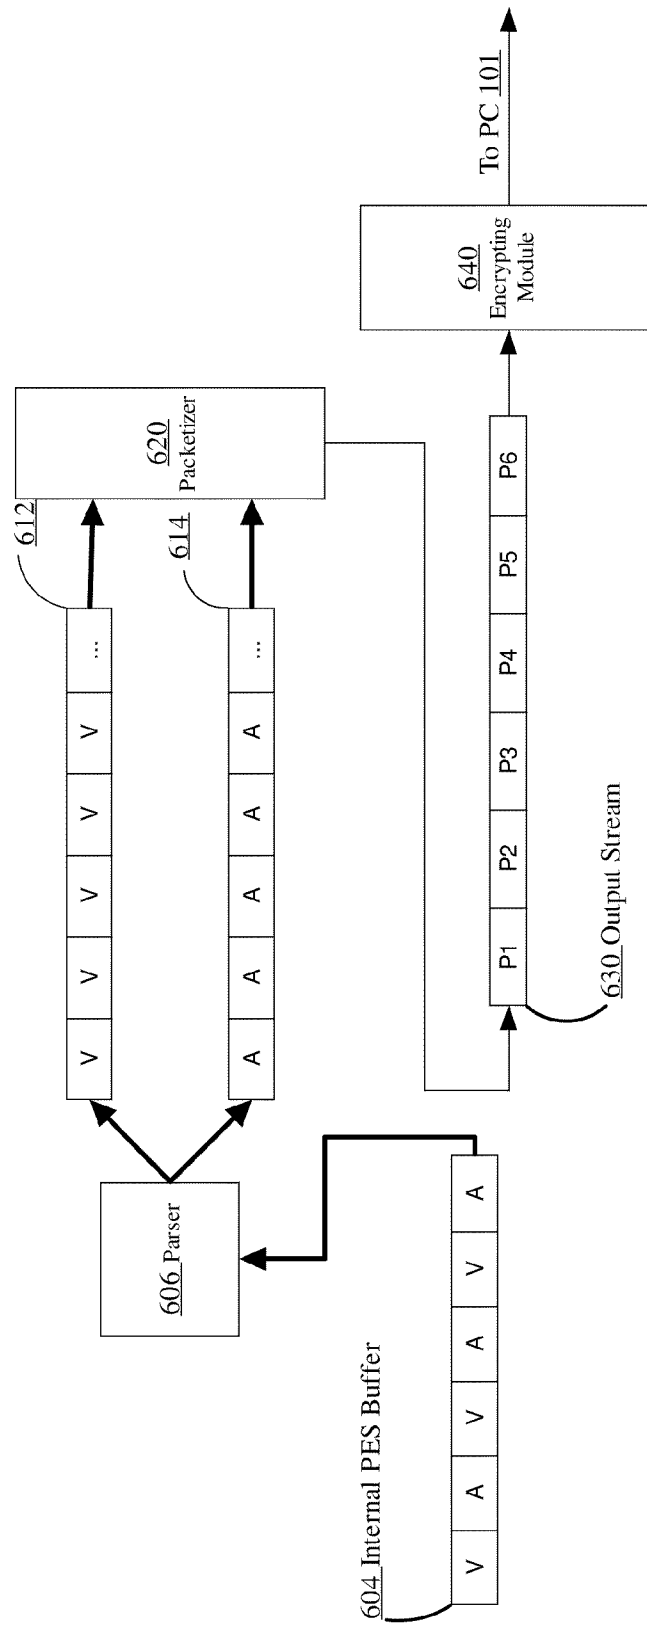 604 Internal PES Buffer
V A V A V A
606 Parser
612
V V V V V ...
614
A A A A A ...
620
Packetizer
630 Output Stream
P1 P2 P3 P4 P5 P6
640
Encrypting
Module
To PC 101